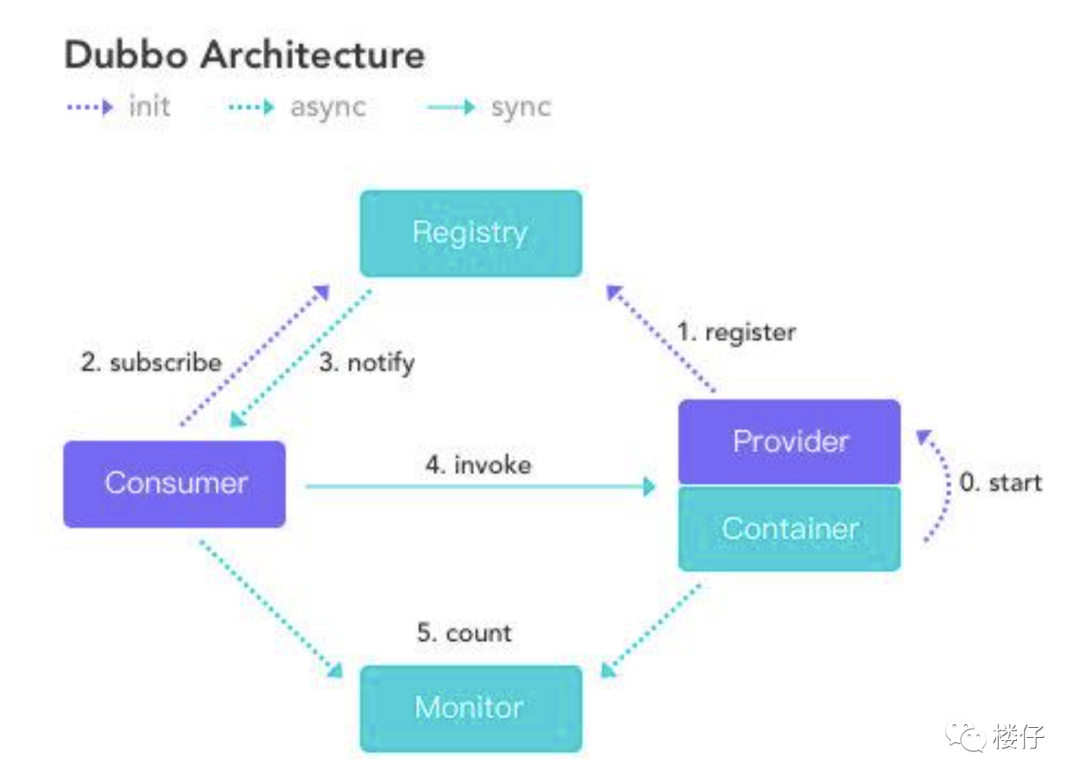 Dubbo Architecture
init async sync
Registry
1. register
2. subscribe
3. notify
Provider
4. invoke
Consumer
0. start
Container
5. count
Monitor
楼仔